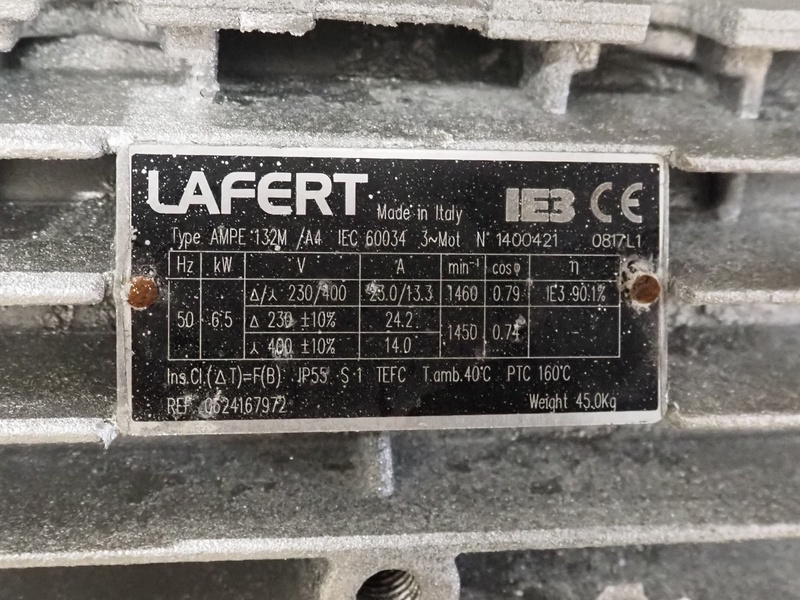 LAFERT Made in Italy IE3 CE
Type AMPE 132M /A4 IEC 60034 3~Mot N° 1400421 0817L1
Hz kW V A min⁻¹ cosφ η
Δ/⅄ 230/400 23.0/13.3 1460 0.79 IE3 90.1%
50 6.5 Δ 230 ±10% 24.2 1450 0.74 -
⅄ 400 ±10% 14.0
Ins.Cl.(ΔT)=F(B) IP55 S·1 TEFC T.amb.40°C PTC 160°C
REF 0624167972 Weight 45.0Kg